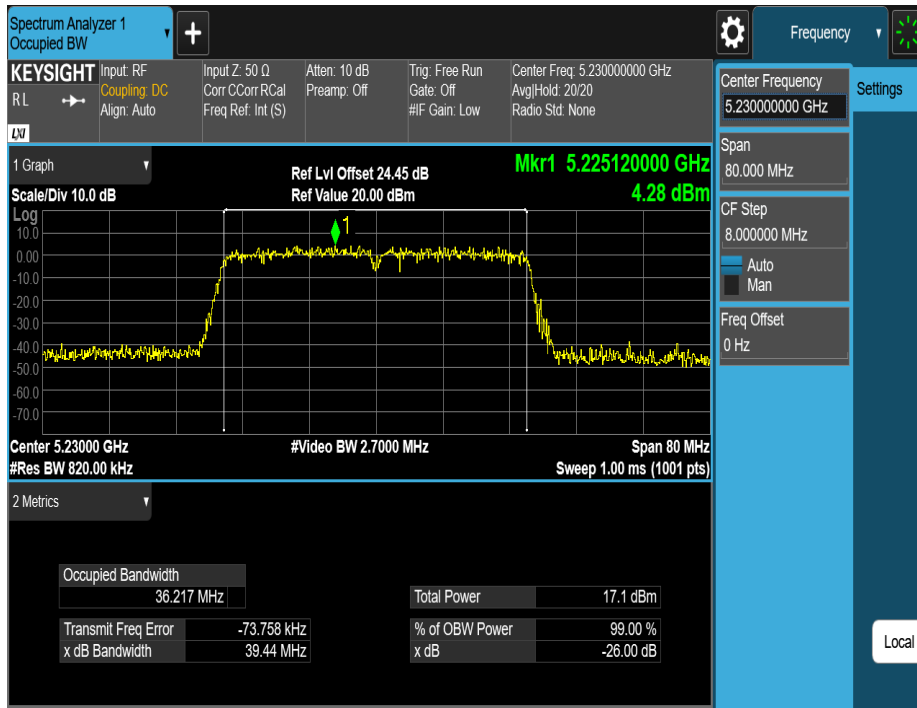 Spectrum Analyzer 1
Occupied BW
+
Frequency
KEYSIGHT
R L
LXI
Input: RF
Coupling: DC
Align: Auto
Input Z: 50 Ω
Corr CCorr RCal
Freq Ref: Int (S)
Atten: 10 dB
Preamp: Off
Trig: Free Run
Gate: Off
#IF Gain: Low
Center Freq: 5.230000000 GHz
Avg|Hold: 20/20
Radio Std: None
Center Frequency
5.230000000 GHz
Settings
Span
80.000 MHz
CF Step
8.000000 MHz
Auto
Man
Freq Offset
0 Hz
Local
1 Graph
Scale/Div 10.0 dB
Ref Lvl Offset 24.45 dB
Ref Value 20.00 dBm
Mkr1 5.225120000 GHz
4.28 dBm
Log
1
10.0
0.00
-10.0
-20.0
-30.0
-40.0
-50.0
-60.0
-70.0
Center 5.23000 GHz
#Video BW 2.7000 MHz
Span 80 MHz
#Res BW 820.00 kHz
Sweep 1.00 ms (1001 pts)
2 Metrics
Occupied Bandwidth
36.217 MHz
Total Power 17.1 dBm
Transmit Freq Error -73.758 kHz
% of OBW Power 99.00 %
x dB Bandwidth 39.44 MHz
x dB -26.00 dB